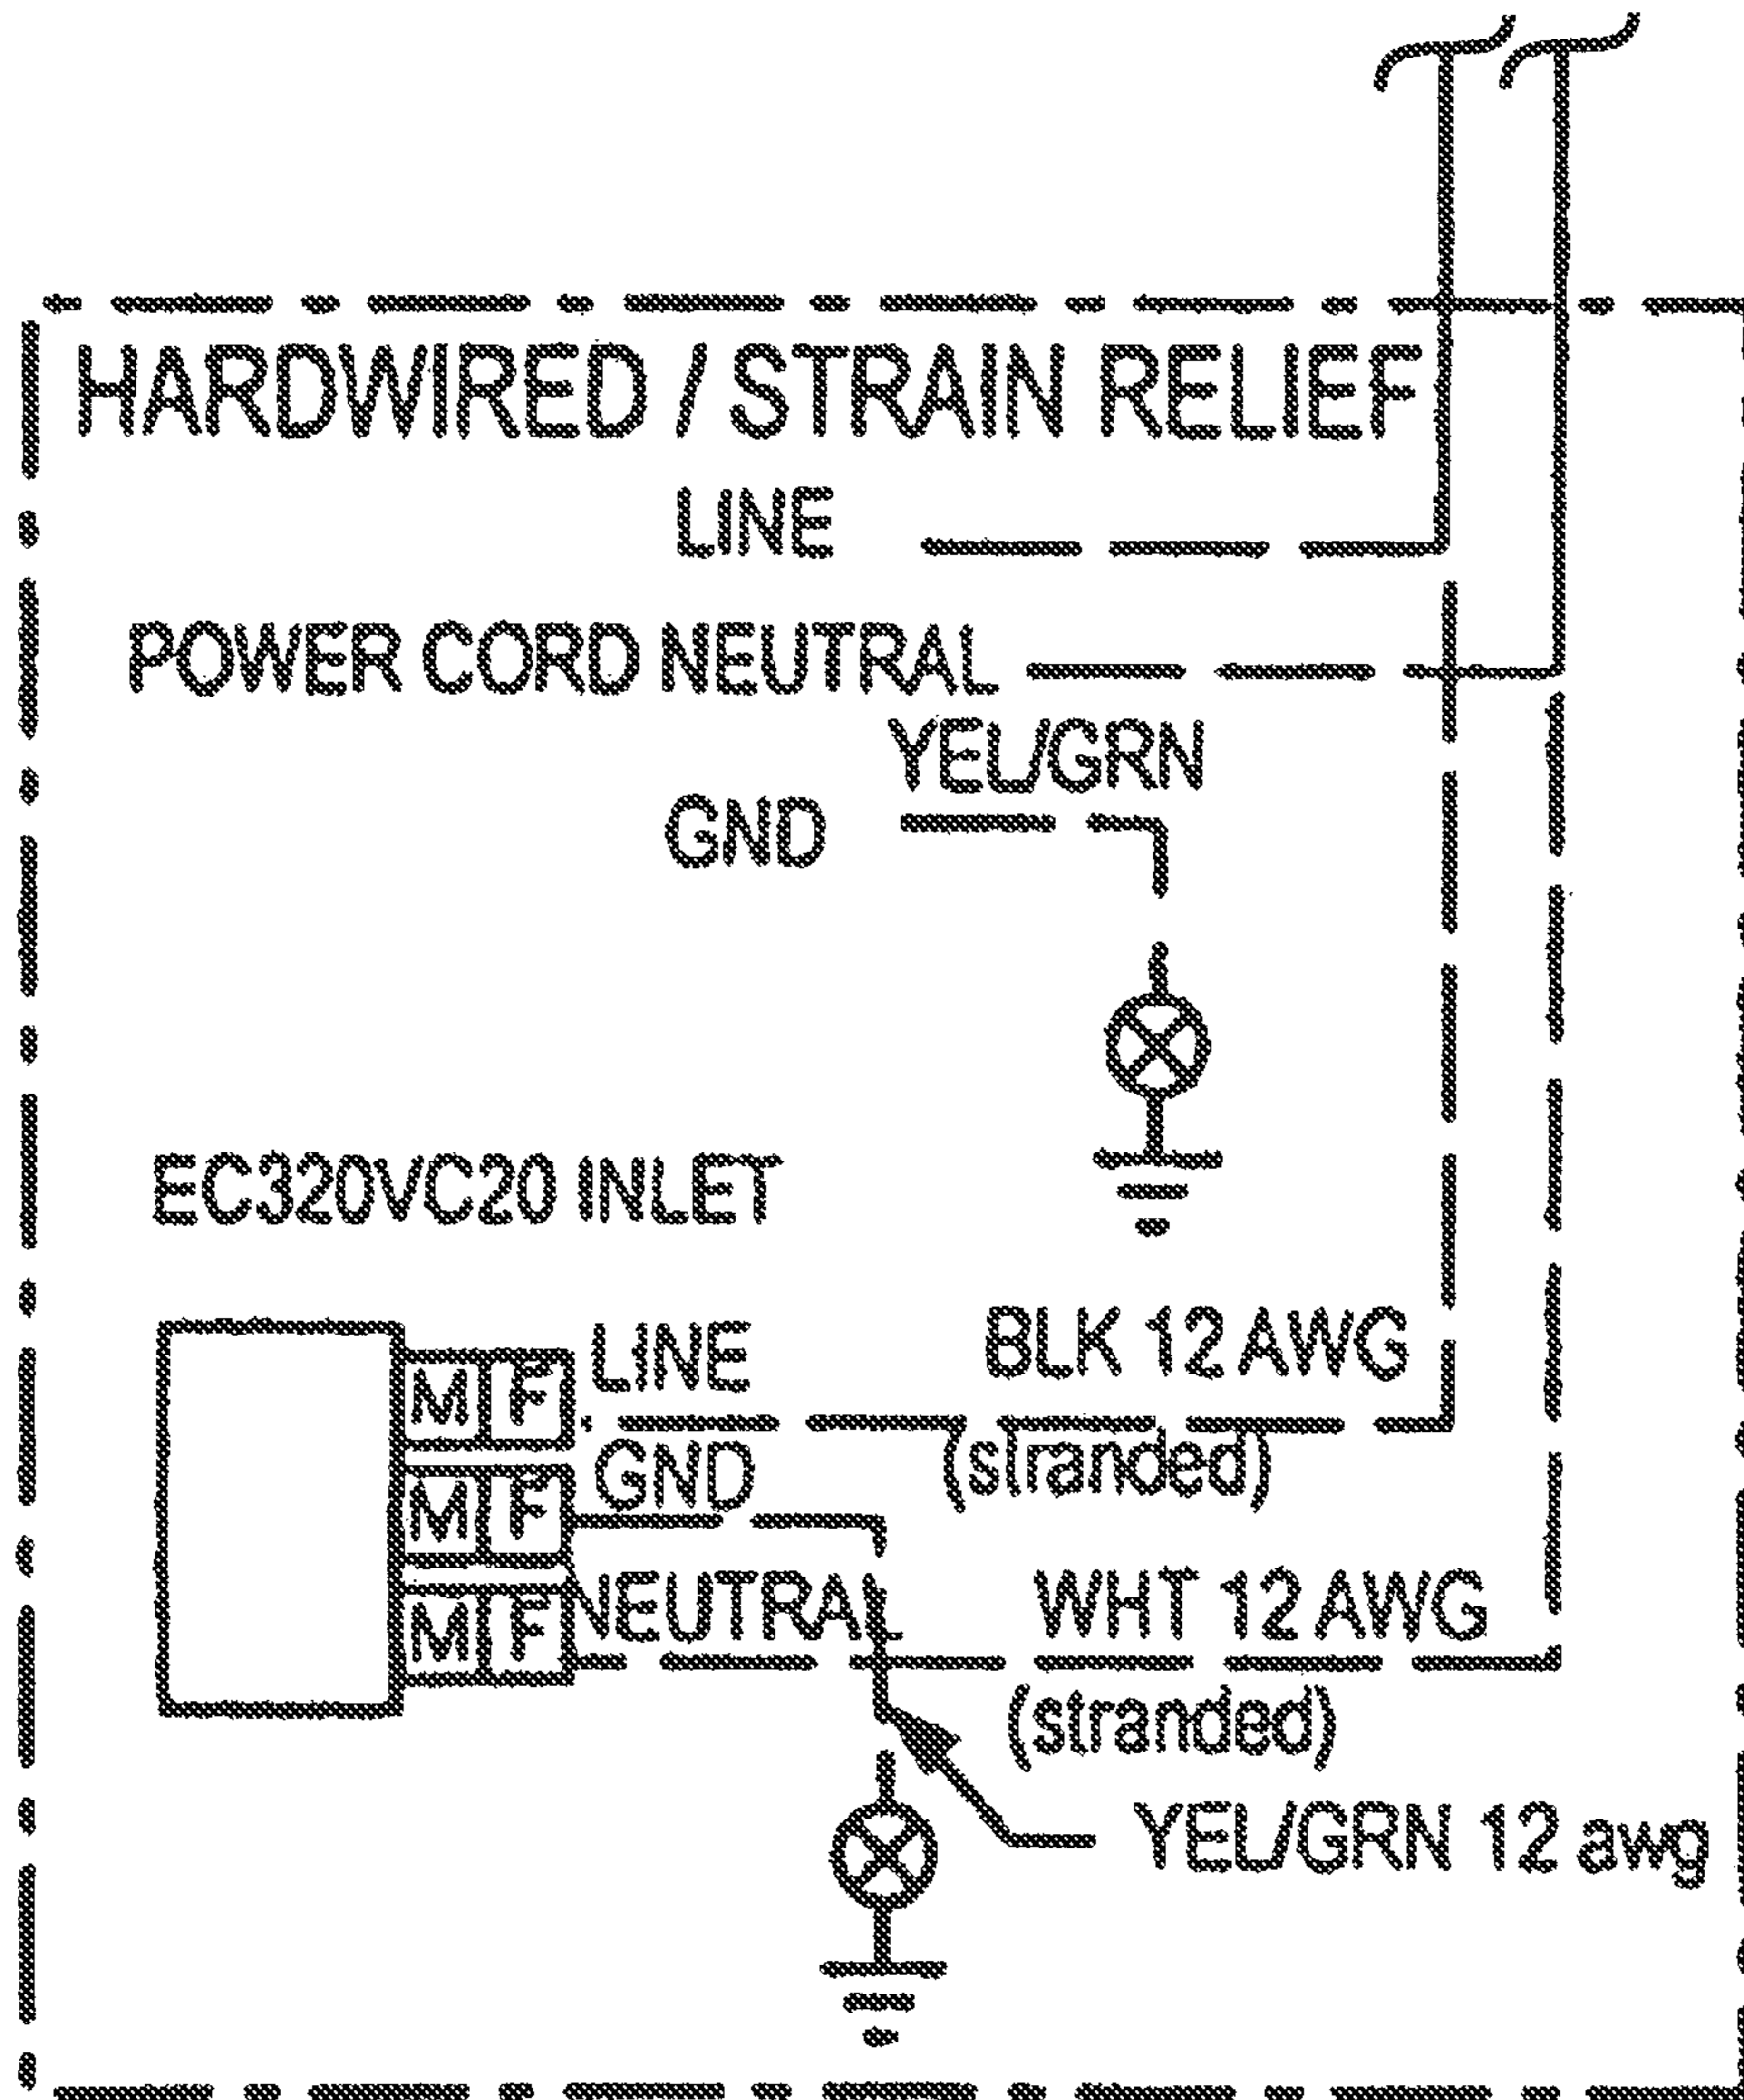 HARDWIRED / STRAIN RELIEF
LINE
POWER CORD NEUTRAL
YEL/GRN
GND
EC320VC20 INLET
M F LINE BLK 12 AWG
(stranded)
M F GND
M F NEUTRAL WHT 12 AWG
(stranded)
YEL/GRN 12 awg